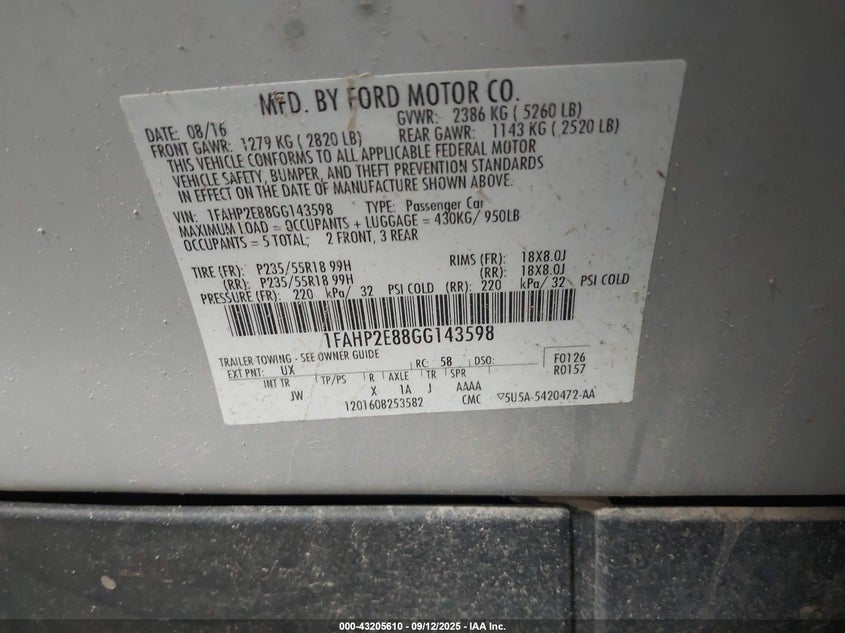 MFD. BY FORD MOTOR CO.
DATE: 08/16 GVWR: 2386 KG ( 5260 LB)
FRONT GAWR: 1279 KG ( 2820 LB) REAR GAWR: 1143 KG ( 2520 LB)
THIS VEHICLE CONFORMS TO ALL APPLICABLE FEDERAL MOTOR
VEHICLE SAFETY, BUMPER, AND THEFT PREVENTION STANDARDS
IN EFFECT ON THE DATE OF MANUFACTURE SHOWN ABOVE.
VIN: 1FAHP2E88GG143598 TYPE: Passenger Car
MAXIMUM LOAD = OCCUPANTS + LUGGAGE = 430KG/ 950LB
OCCUPANTS = 5 TOTAL; 2 FRONT, 3 REAR
TIRE (FR): P235/55R18 99H RIMS (FR): 18X8.0J
(RR): P235/55R18 99H (RR): 18X8.0J
PRESSURE (FR): 220 kPa/ 32 PSI COLD (RR): 220 kPa/ 32 PSI COLD
1FAHP2E88GG143598
TRAILER TOWING - SEE OWNER GUIDE
EXT PNT: UX RC: 58 DSO: F0126
INT TR TP/PS R AXLE TR SPR R0157
JW X 1A J AAAA
1201608253582 CMC ▽5U5A-5420472-AA
000-43205610 - 09/12/2025 - IAA Inc.